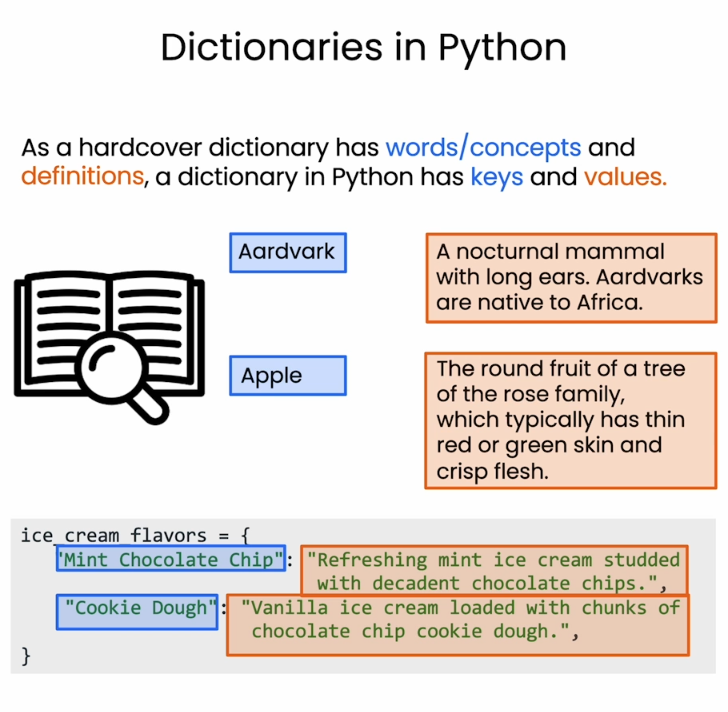 Dictionaries in Python
As a hardcover dictionary has words/concepts and
definitions, a dictionary in Python has keys and values.
Aardvark
A nocturnal mammal
with long ears. Aardvarks
are native to Africa.
Apple
The round fruit of a tree
of the rose family,
which typically has thin
red or green skin and
crisp flesh.
ice_cream_flavors = {
"Mint Chocolate Chip": "Refreshing mint ice cream studded
with decadent chocolate chips.",
"Cookie Dough": "Vanilla ice cream loaded with chunks of
chocolate chip cookie dough.",
}